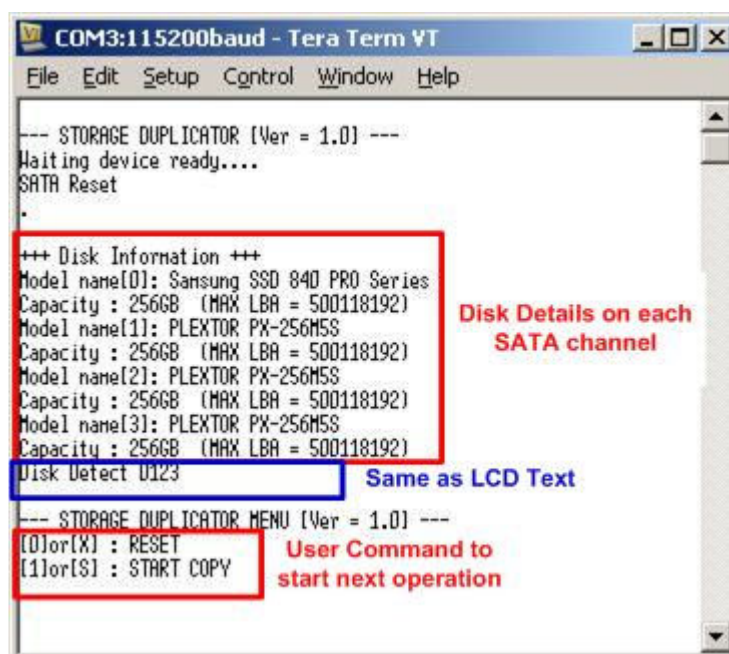 COM3:115200baud - Tera Term VT
File Edit Setup Control Window Help
--- STORAGE DUPLICATOR [Ver = 1.0] ---
Waiting device ready....
SATA Reset
.
+++ Disk Information +++
Model name[0]: Samsung SSD 840 PRO Series
Capacity : 256GB (MAX LBA = 500118192)
Model name[1]: PLEXTOR PX-256M5S
Capacity : 256GB (MAX LBA = 500118192)
Model name[2]: PLEXTOR PX-256M5S
Capacity : 256GB (MAX LBA = 500118192)
Model name[3]: PLEXTOR PX-256M5S
Capacity : 256GB (MAX LBA = 500118192)
Disk Details on each
SATA channel
Disk Detect 0123
Same as LCD Text
--- STORAGE DUPLICATOR MENU [Ver = 1.0] ---
[0]or[X] : RESET
[1]or[S] : START COPY
User Command to
start next operation